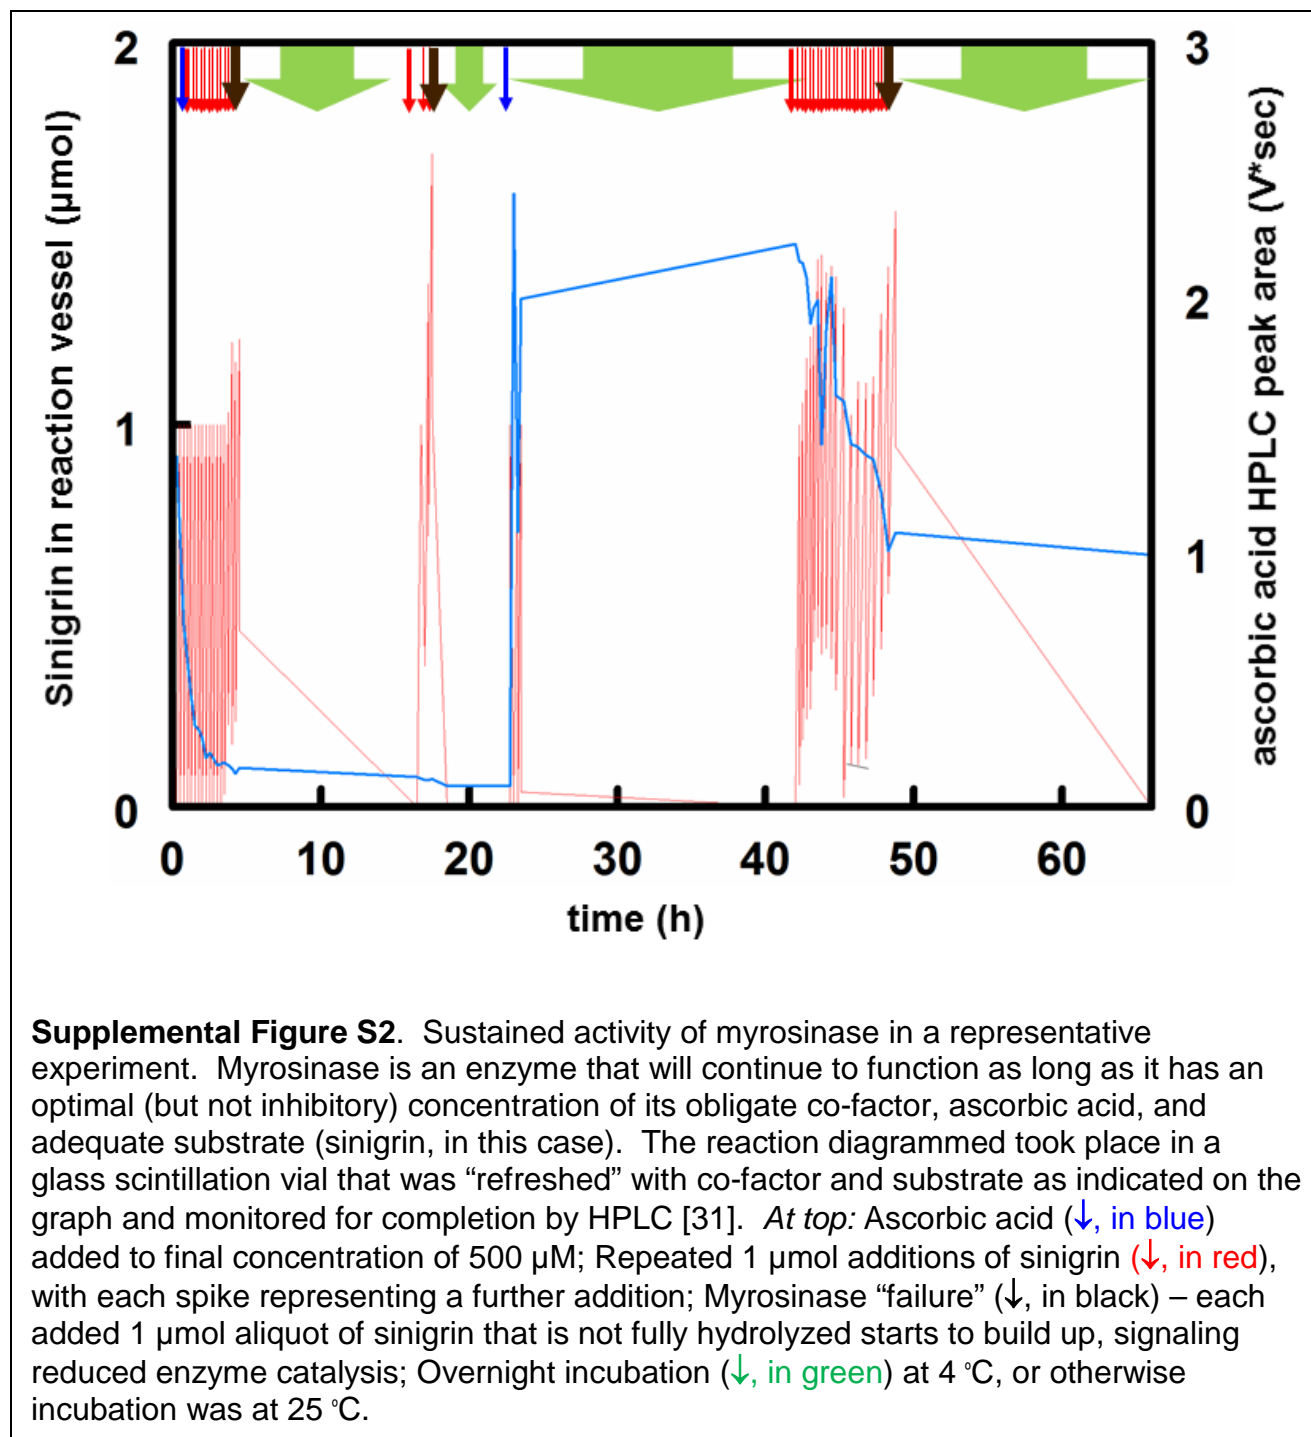 2
3
Sinigrin in reaction vessel (µmol)
ascorbic acid HPLC peak area (V*sec)
2
1
1
0
0
0
10
20
30
40
50
60
time (h)
Supplemental Figure S2. Sustained activity of myrosinase in a representative
experiment. Myrosinase is an enzyme that will continue to function as long as it has an
optimal (but not inhibitory) concentration of its obligate co-factor, ascorbic acid, and
adequate substrate (sinigrin, in this case). The reaction diagrammed took place in a
glass scintillation vial that was “refreshed” with co-factor and substrate as indicated on the
graph and monitored for completion by HPLC [31]. At top: Ascorbic acid (↓, in blue)
added to final concentration of 500 µM; Repeated 1 µmol additions of sinigrin (↓, in red),
with each spike representing a further addition; Myrosinase “failure” (↓, in black) – each
added 1 µmol aliquot of sinigrin that is not fully hydrolyzed starts to build up, signaling
reduced enzyme catalysis; Overnight incubation (↓, in green) at 4 °C, or otherwise
incubation was at 25 °C.